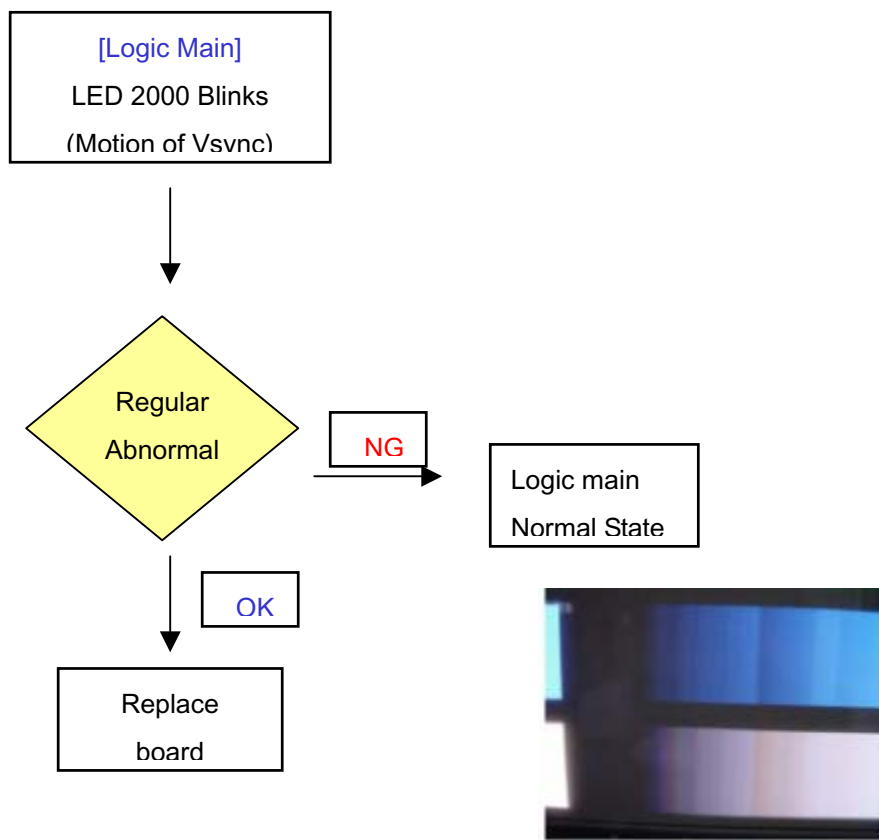 [Logic Main]
LED 2000 Blinks
(Motion of Vsync)
Regular
Abnormal
NG
Logic main
Normal State
OK
Replace
board